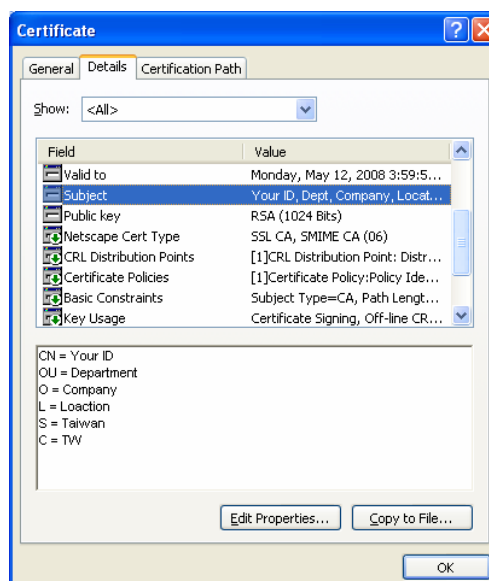 Certificate
General Details Certification Path
Show: <All>
Field Value
Valid to Monday, May 12, 2008 3:59:5...
Subject Your ID, Dept, Company, Locat...
Public key RSA (1024 Bits)
Netscape Cert Type SSL CA, SMIME CA (06)
CRL Distribution Points [1]CRL Distribution Point: Distr...
Certificate Policies [1]Certificate Policy:Policy Ide...
Basic Constraints Subject Type=CA, Path Lengt...
Key Usage Certificate Signing, Off-line CR...
CN = Your ID
OU = Department
O = Company
L = Loaction
S = Taiwan
C = TW
Edit Properties... Copy to File...
OK